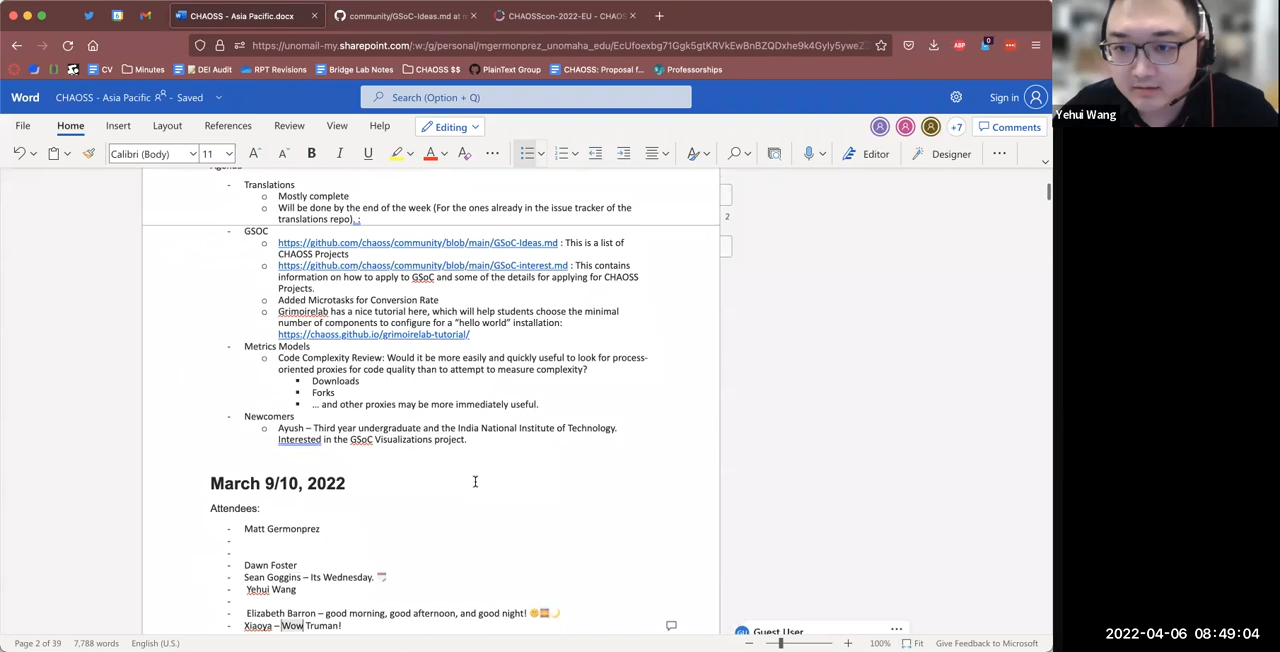 CHAOSS - Asia Pacific.docx
community/GSoC-Ideas.md at m
CHAOSScon-2022-EU - CHAOS
https://unomail-my.sharepoint.com/:w:/g/personal/mgermonprez_unomaha_edu/
CV
Minutes
DEI Audit
RPT Revisions
Bridge Lab Notes
CHAOSS $$
PlainText Group
CHAOSS: Proposal f...
Professorships
Yehui Wang
Word
CHAOSS - Asia Pacific
- Saved
Search (Option + Q)
Sign in
File
Home
Insert
Layout
References
Review
View
Help
Editing
+7
Comments
Calibri (Body)
11
Editor
Designer
- Translations
o Mostly complete
o Will be done by the end of the week (For the ones already in the issue tracker of the
translations repo). :
2
- GSOC
o https://github.com/chaoss/community/blob/main/GSoC-Ideas.md : This is a list of
CHAOSS Projects
o https://github.com/chaoss/community/blob/main/GSoC-interest.md : This contains
information on how to apply to GSoC and some of the details for applying for CHAOSS
Projects.
o Added Microtasks for Conversion Rate
o Grimoirelab has a nice tutorial here, which will help students choose the minimal
number of components to configure for a “hello world” installation:
https://chaoss.github.io/grimoirelab-tutorial/
- Metrics Models
o Code Complexity Review: Would it be more easily and quickly useful to look for process-
oriented proxies for code quality than to attempt to measure complexity?
▪ Downloads
▪ Forks
▪ … and other proxies may be more immediately useful.
- Newcomers
o Ayush – Third year undergraduate and the India National Institute of Technology.
Interested in the GSoC Visualizations project.
March 9/10, 2022
Attendees:
- Matt Germonprez
-
-
- Dawn Foster
- Sean Goggins – Its Wednesday.
- Yehui Wang
-
- Elizabeth Barron – good morning, good afternoon, and good night!
- Xiaoya – Wow Truman!
GU Guest User
Page 2 of 39
7,788 words
English (U.S.)
100%
Fit
Give Feedback to Microsoft
2022-04-06 08:49:04